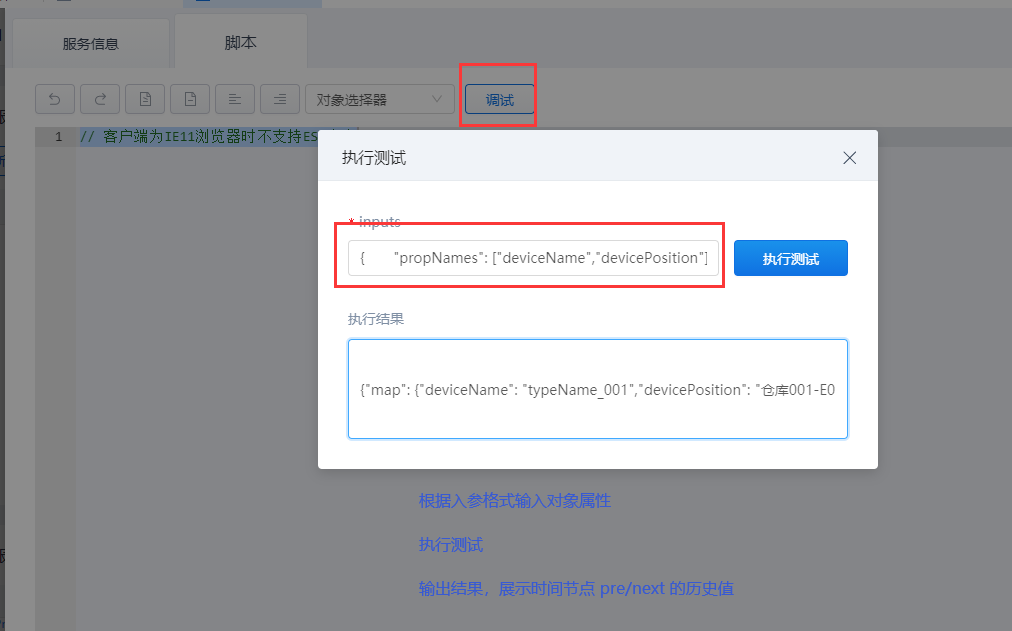 服务信息
脚本
对象选择器
调试
1 // 客户端为IE11浏览器时不支持ES
执行测试
* inputs
{ "propNames": ["deviceName","devicePosition"]
执行测试
执行结果
{"map": {"deviceName": "typeName_001","devicePosition": "仓库001-E0
根据入参格式输入对象属性
执行测试
输出结果，展示时间节点 pre/next 的历史值